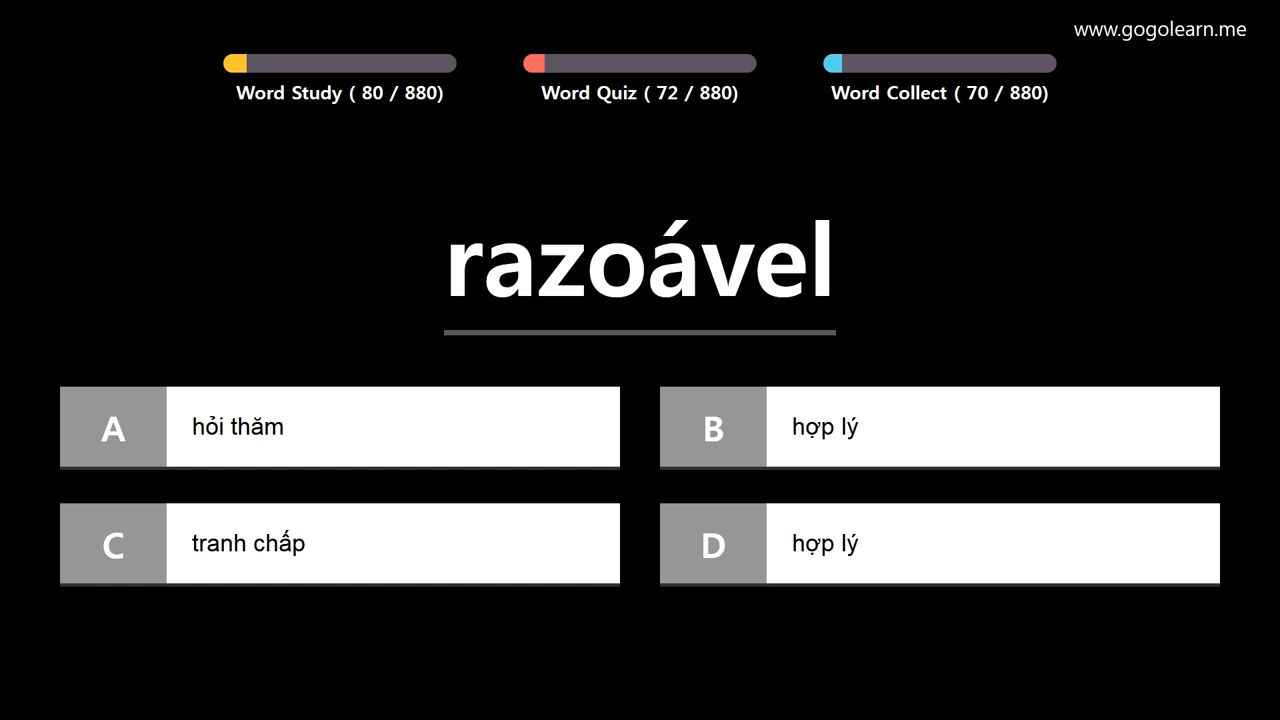 www.gogolearn.me
Word Study ( 80 / 880)
Word Quiz ( 72 / 880)
Word Collect ( 70 / 880)
razoável
A hỏi thăm
B hợp lý
C tranh chấp
D hợp lý